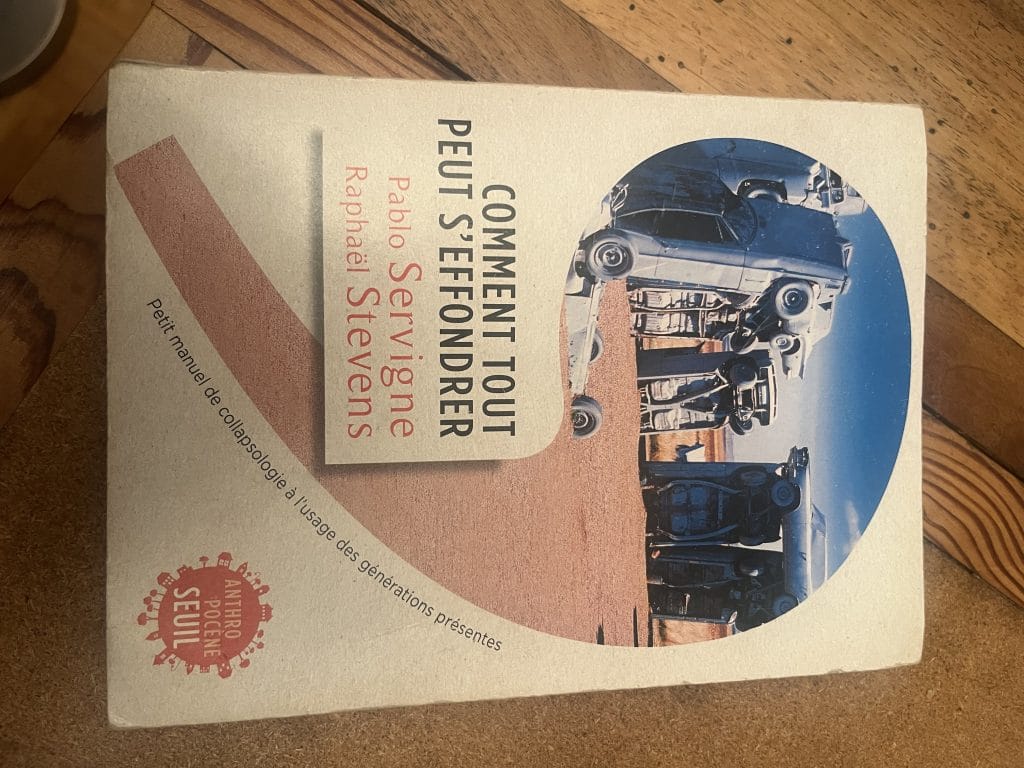 COMMENT TOUT
PEUT S'EFFONDRER
Pablo Servigne
Raphaël Stevens
Petit manuel de collapsologie à l'usage des générations présentes
ANTHRO
POCÈNE
SEUIL